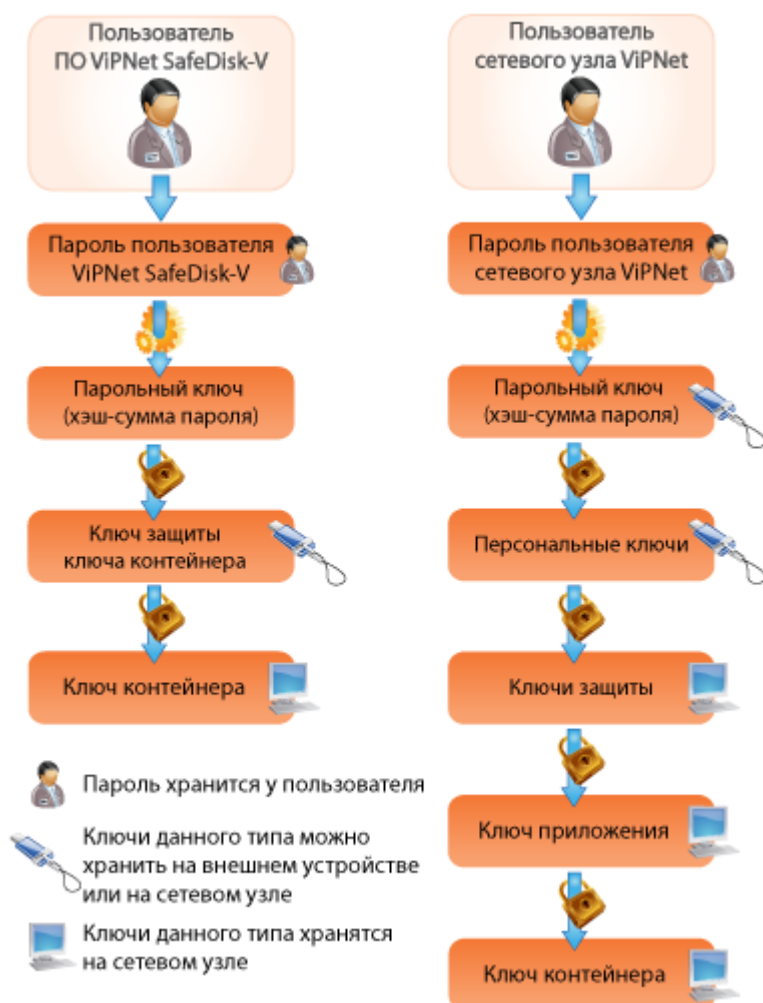 Пользователь
ПО ViPNet SafeDisk-V
Пароль пользователя
ViPNet SafeDisk-V
Парольный ключ
(хэш-сумма пароля)
Ключ защиты
ключа контейнера
Ключ контейнера
Пользователь
сетевого узла ViPNet
Пароль пользователя
сетевого узла ViPNet
Парольный ключ
(хэш-сумма пароля)
Персональные ключи
Ключи защиты
Ключ приложения
Ключ контейнера
Пароль хранится у пользователя
Ключи данного типа можно
хранить на внешнем устройстве
или на сетевом узле
Ключи данного типа хранятся
на сетевом узле